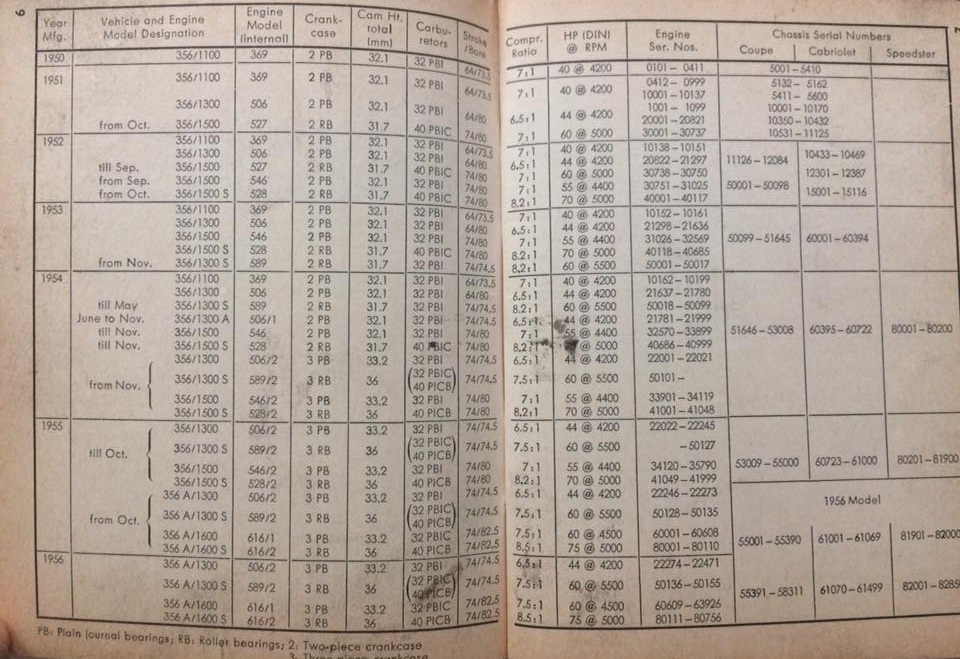 6
Year Mfg. Vehicle and Engine Model Designation Engine Model (internal) Crank-case Cam Ht. total (mm) Carbu-retors Stroke /Bore
1950 356/1100 369 2 PB 32.1 32 PBI 64/73.5
1951 356/1100 369 2 PB 32.1 32 PBI 64/73.5
356/1300 506 2 PB 32.1 32 PBI 64/80
from Oct. 356/1500 527 2 RB 31.7 40 PBIC 74/80
1952 356/1100 369 2 PB 32.1 32 PBI 64/73.5
356/1300 506 2 PB 32.1 32 PBI 64/80
till Sep. 356/1500 527 2 RB 31.7 40 PBIC 74/80
from Sep. 356/1500 546 2 PB 32.1 32 PBI 74/80
from Oct. 356/1500 S 528 2 RB 31.7 40 PBIC 74/80
1953 356/1100 369 2 PB 32.1 32 PBI 64/73.5
356/1300 506 2 PB 32.1 32 PBI 64/80
356/1500 546 2 PB 32.1 32 PBI 74/80
356/1500 S 528 2 RB 31.7 40 PBIC 74/80
from Nov. 356/1300 S 589 2 RB 31.7 32 PBI 74/74,5
1954 356/1100 369 2 PB 32.1 32 PBI 64/73.5
356/1300 506 2 PB 32.1 32 PBI 64/80
till May 356/1300 S 589 2 RB 31.7 32 PBI 74/74.5
June to Nov. 356/1300 A 506/1 2 PB 32.1 32 PBI 74/74.5
till Nov. 356/1500 546 2 PB 32.1 32 PBI 74/80
till Nov. 356/1500 S 528 2 RB 31.7 40 PBIC 74/80
356/1300 506/2 3 PB 33.2 32 PBI 74/74.5
from Nov. 356/1300 S 589/2 3 RB 36 (32 PBIC 40 PICB) 74/74.5
356/1500 546/2 3 PB 33.2 32 PBI 74/80
356/1500 S 528/2 3 RB 36 40 PICB 74/80
1955 356/1300 506/2 3 PB 33.2 32 PBI 74/74.5
till Oct. 356/1300 S 589/2 3 RB 36 (32 PBIC 40 PICB) 74/74.5
356/1500 546/2 3 PB 33,2 32 PBI 74/80
356/1500 S 528/2 3 RB 36 40 PICB 74/80
356 A/1300 506/2 3 PB 33,2 32 PBI 74/74.5
from Oct. 356 A/1300 S 589/2 3 RB 36 (32 PBIC 40 PICB) 74/74.5
356 A/1600 616/1 3 PB 33.2 32 PBIC 74/82.5
356 A/1600 S 616/2 3 RB 36 40 PICB 74/82.5
1956 356 A/1300 506/2 3 PB 33.2 32 PBI 74/74.5
356 A/1300 S 589/2 3 RB 36 (32 PBIC 40 PICB) 74/74.5
356 A/1600 616/1 3 PB 33.2 32 PBIC 74/82.5
356 A/1600 S 616/2 3 RB 36 40 PICB 74/82.5
PB: Plain Journal bearings; RB: Roller bearings; 2: Two-piece crankcase
3: Three-piece crankcase
Compr. Ratio HP (DIN) @ RPM Engine Ser. Nos. Chassis Serial Numbers
Coupe Cabriolet Speedster
7:1 40 @ 4200 0101- 0411 5001-5410
7:1 40 @ 4200 0412 - 0999 5132- 5162
10001-10137 5411 - 5600
6.5:1 44 @ 4200 1001 - 1099 10001-10170
20001-20821 10350-10432
7:1 60 @ 5000 30001-30737 10531-11125
7:1 40 @ 4200 10138-10151
6.5:1 44 @ 4200 20822-21297 11126-12084 10433-10469
7:1 60 @ 5000 30738-30750 12301-12387
7:1 55 @ 4400 30751-31025 50001-50098
8.2:1 70 @ 5000 40001-40117 15001-15116
7:1 40 @ 4200 10152-10161
6.5:1 44 @ 4200 21298-21636
7:1 55 @ 4400 31026-32569 50099-51645 60001-60394
8.2:1 70 @ 5000 40118-40685
8.2:1 60 @ 5500 50001-50017
7:1 40 @ 4200 10162-10199
6.5:1 44 @ 4200 21637-21780
8.2:1 60 @ 5500 50018-50099
6.5:1 44 @ 4200 21781-21999
7:1 55 @ 4400 32570-33899 51646-53008 60395-60722 80001-80200
8.2:1 @ 5000 40686-40999
6.5:1 44 @ 4200 22001-22021
7.5:1 60 @ 5500 50101-
7:1 55 @ 4400 33901-34119
8.2:1 70 @ 5000 41001-41048
6.5:1 44 @ 4200 22022-22245
7.5:1 60 @ 5500 -50127
7:1 55 @ 4400 34120-35790 53009-55000 60723-61000 80201-81900
8.2:1 70 @ 5000 41049-41999
6.5:1 44 @ 4200 22246-22273
1956 Model
7.5:1 60 @ 5500 50128-50135
7.5:1 60 @ 4500 60001-60608 55001-55390 61001-61069 81901-82000
8.5:1 75 @ 5000 80001-80110
6.5:1 44 @ 4200 22274-22471
7.5:1 60 @ 5500 50136-50155 55391-58311 61070-61499
7.5:1 60 @ 4500 60609-63926
8.5:1 75 @ 5000 80111-80756